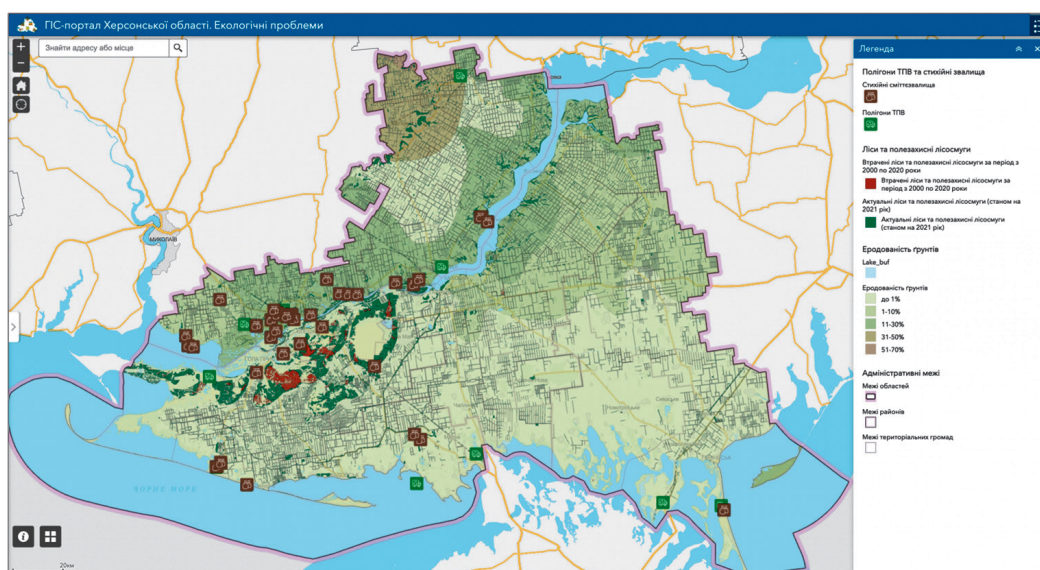 ГІС-портал Херсонської області. Екологічні проблеми
+
Знайти адресу або місце
−
Легенда
Полігони ТПВ та стихійні звалища
Стихійні сміттєзвалища
Полігони ТПВ
Ліси та полезахисні лісосмуги
Втрачені ліси та полезахисні лісосмуги за період з
2000 по 2020 роки
Втрачені ліси та полезахисні лісосмуги за
період з 2000 по 2020 роки
Актуальні ліси та полезахисні лісосмуги (станом на
2021 рік)
Актуальні ліси та полезахисні лісосмуги
(станом на 2021 рік)
Еродованість ґрунтів
Lake_buf
Еродованість ґрунтів
до 1%
1-10%
11-30%
31-50%
51-70%
Адміністративні межі
Межі областей
Межі районів
Межі територіальних громад
МИКОЛАЇВ
ЧОРНЕ МОРЕ
20км